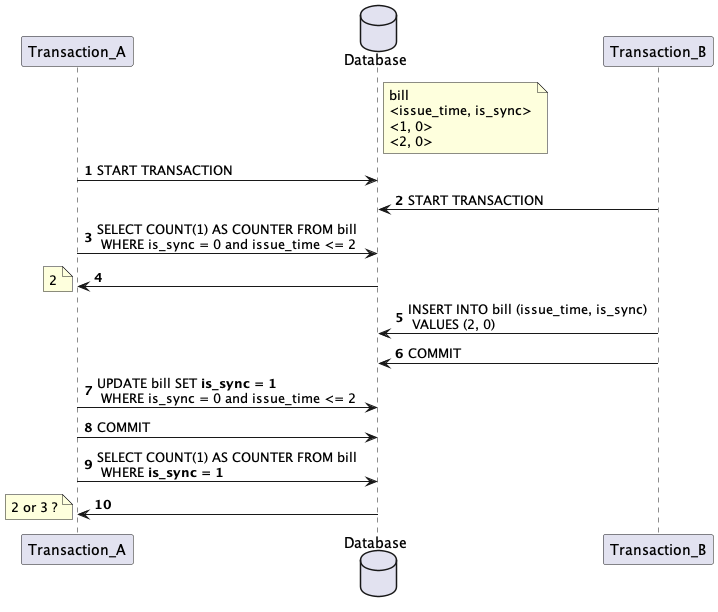 Transaction_A
Database
Transaction_B
bill
<issue_time, is_sync>
<1, 0>
<2, 0>
1 START TRANSACTION
2 START TRANSACTION
3 SELECT COUNT(1) AS COUNTER FROM bill
WHERE is_sync = 0 and issue_time <= 2
2
4
5 INSERT INTO bill (issue_time, is_sync)
VALUES (2, 0)
6 COMMIT
7 UPDATE bill SET is_sync = 1
WHERE is_sync = 0 and issue_time <= 2
8 COMMIT
9 SELECT COUNT(1) AS COUNTER FROM bill
WHERE is_sync = 1
2 or 3 ?
10
Transaction_A
Database
Transaction_B